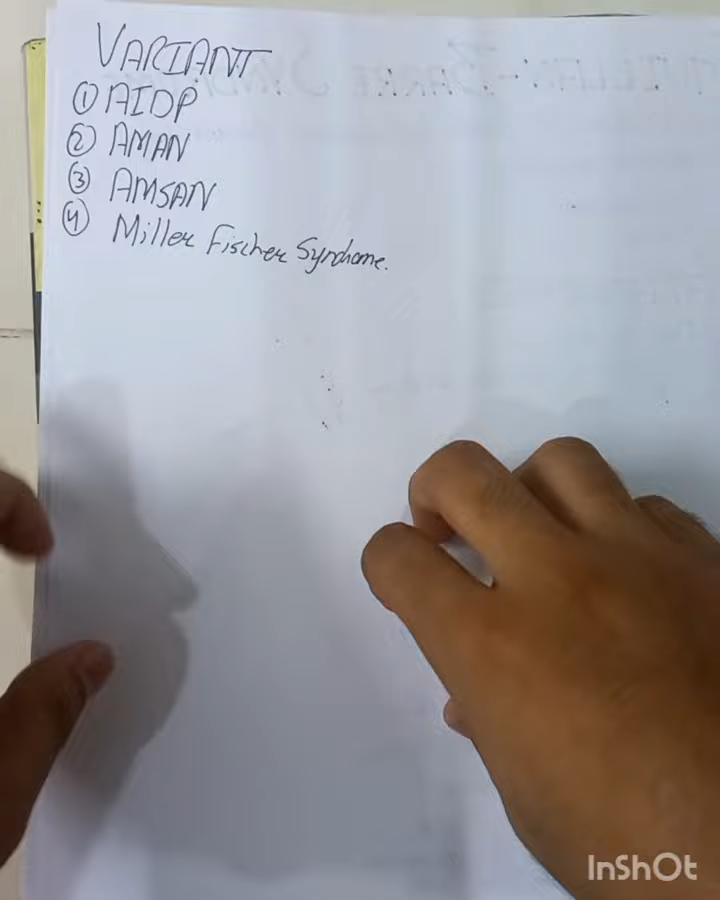 VARIANT
① AIDP
② AMAN
③ AMSAN
④ Miller Fischer Syndrome.
InShOt